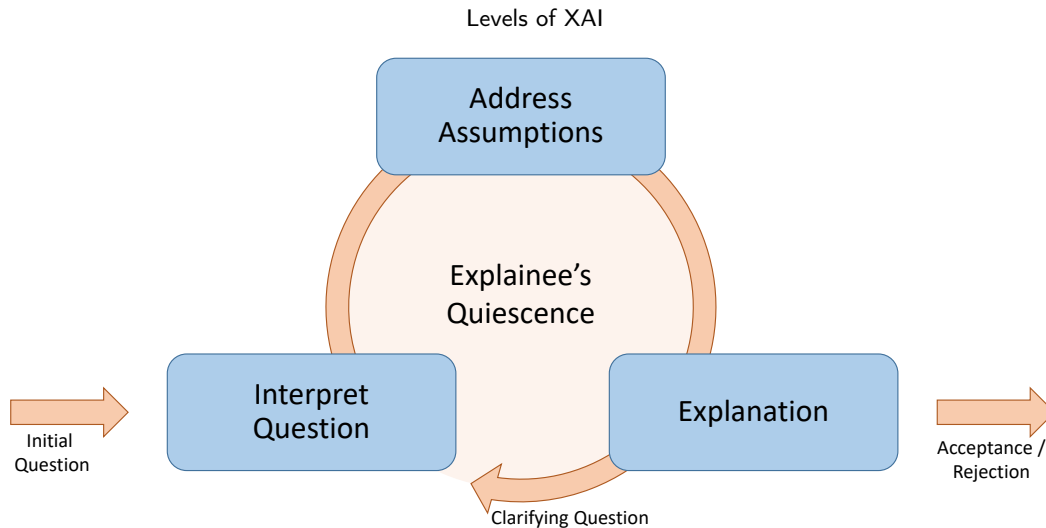 Levels of XAI
Address
Assumptions
Explainee’s
Quiescence
Interpret
Question
Explanation
Initial
Question
Acceptance /
Rejection
Clarifying Question